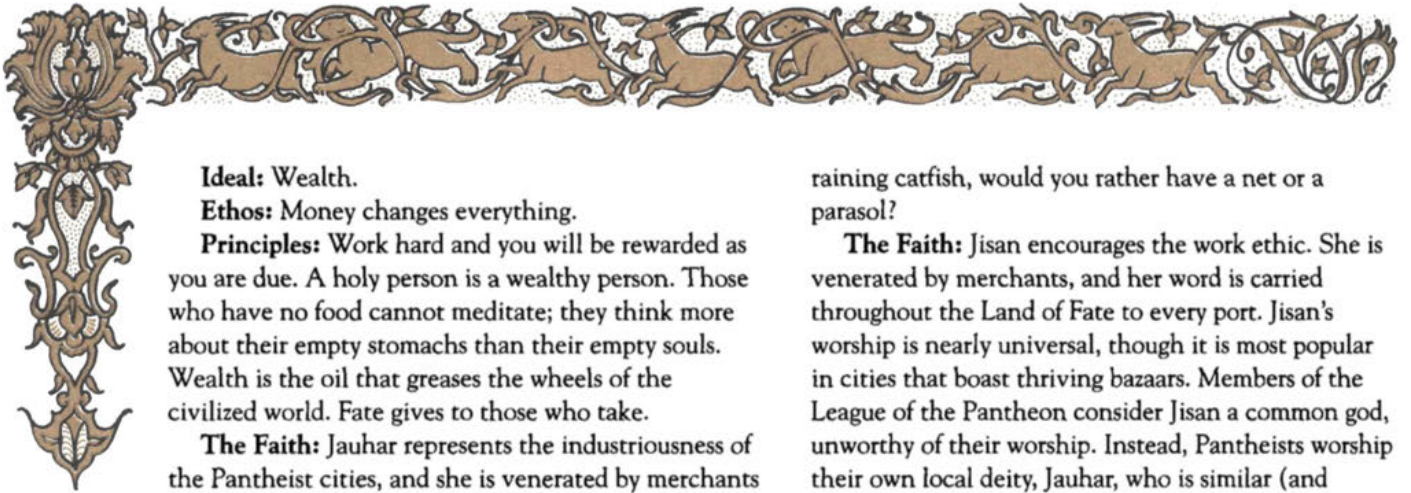 Ideal: Wealth.
Ethos: Money changes everything.
Principles: Work hard and you will be rewarded as
you are due. A holy person is a wealthy person. Those
who have no food cannot meditate; they think more
about their empty stomachs than their empty souls.
Wealth is the oil that greases the wheels of the
civilized world. Fate gives to those who take.
The Faith: Jauhar represents the industriousness of
the Pantheist cities, and she is venerated by merchants
raining catfish, would you rather have a net or a
parasol?
The Faith: Jisan encourages the work ethic. She is
venerated by merchants, and her word is carried
throughout the Land of Fate to every port. Jisan's
worship is nearly universal, though it is most popular
in cities that boast thriving bazaars. Members of the
League of the Pantheon consider Jisan a common god,
unworthy of their worship. Instead, Pantheists worship
their own local deity, Jauhar, who is similar (and